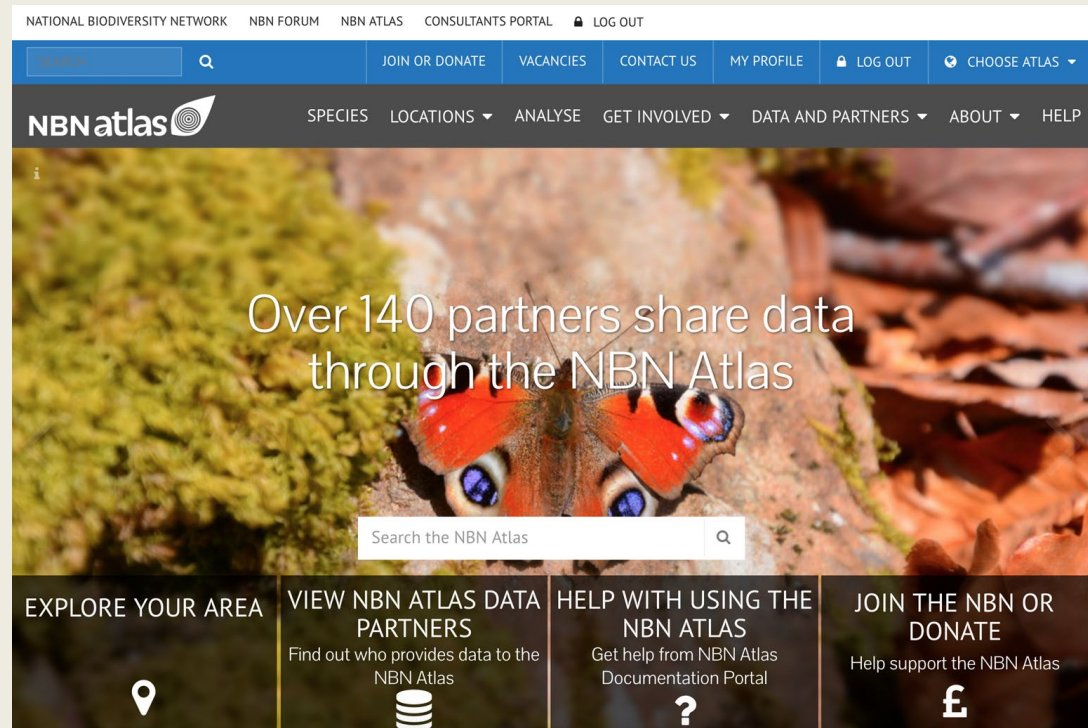 NATIONAL BIODIVERSITY NETWORK NBN FORUM NBN ATLAS CONSULTANTS PORTAL LOG OUT
JOIN OR DONATE VACANCIES CONTACT US MY PROFILE LOG OUT CHOOSE ATLAS
NBN atlas
SPECIES LOCATIONS ANALYSE GET INVOLVED DATA AND PARTNERS ABOUT HELP
Over 140 partners share data
through the NBN Atlas
Search the NBN Atlas
EXPLORE YOUR AREA
VIEW NBN ATLAS DATA
PARTNERS
Find out who provides data to the
NBN Atlas
HELP WITH USING THE
NBN ATLAS
Get help from NBN Atlas
Documentation Portal
?
JOIN THE NBN OR
DONATE
Help support the NBN Atlas
£